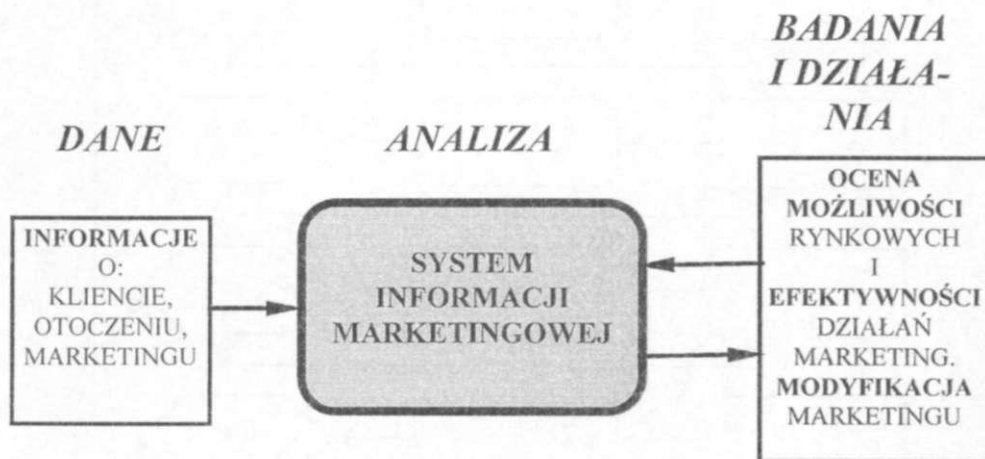 DANE
INFORMACJE
O:
KLIENCIE,
OTOCZENIU,
MARKETINGU
ANALIZA
SYSTEM
INFORMACJI
MARKETINGOWEJ
BADANIA
I DZIAŁA-
NIA
OCENA
MOŻLIWOŚCI
RYNKOWYCH
I
EFEKTYWNOŚCI
DZIAŁAŃ
MARKETING.
MODYFIKACJA
MARKETINGU